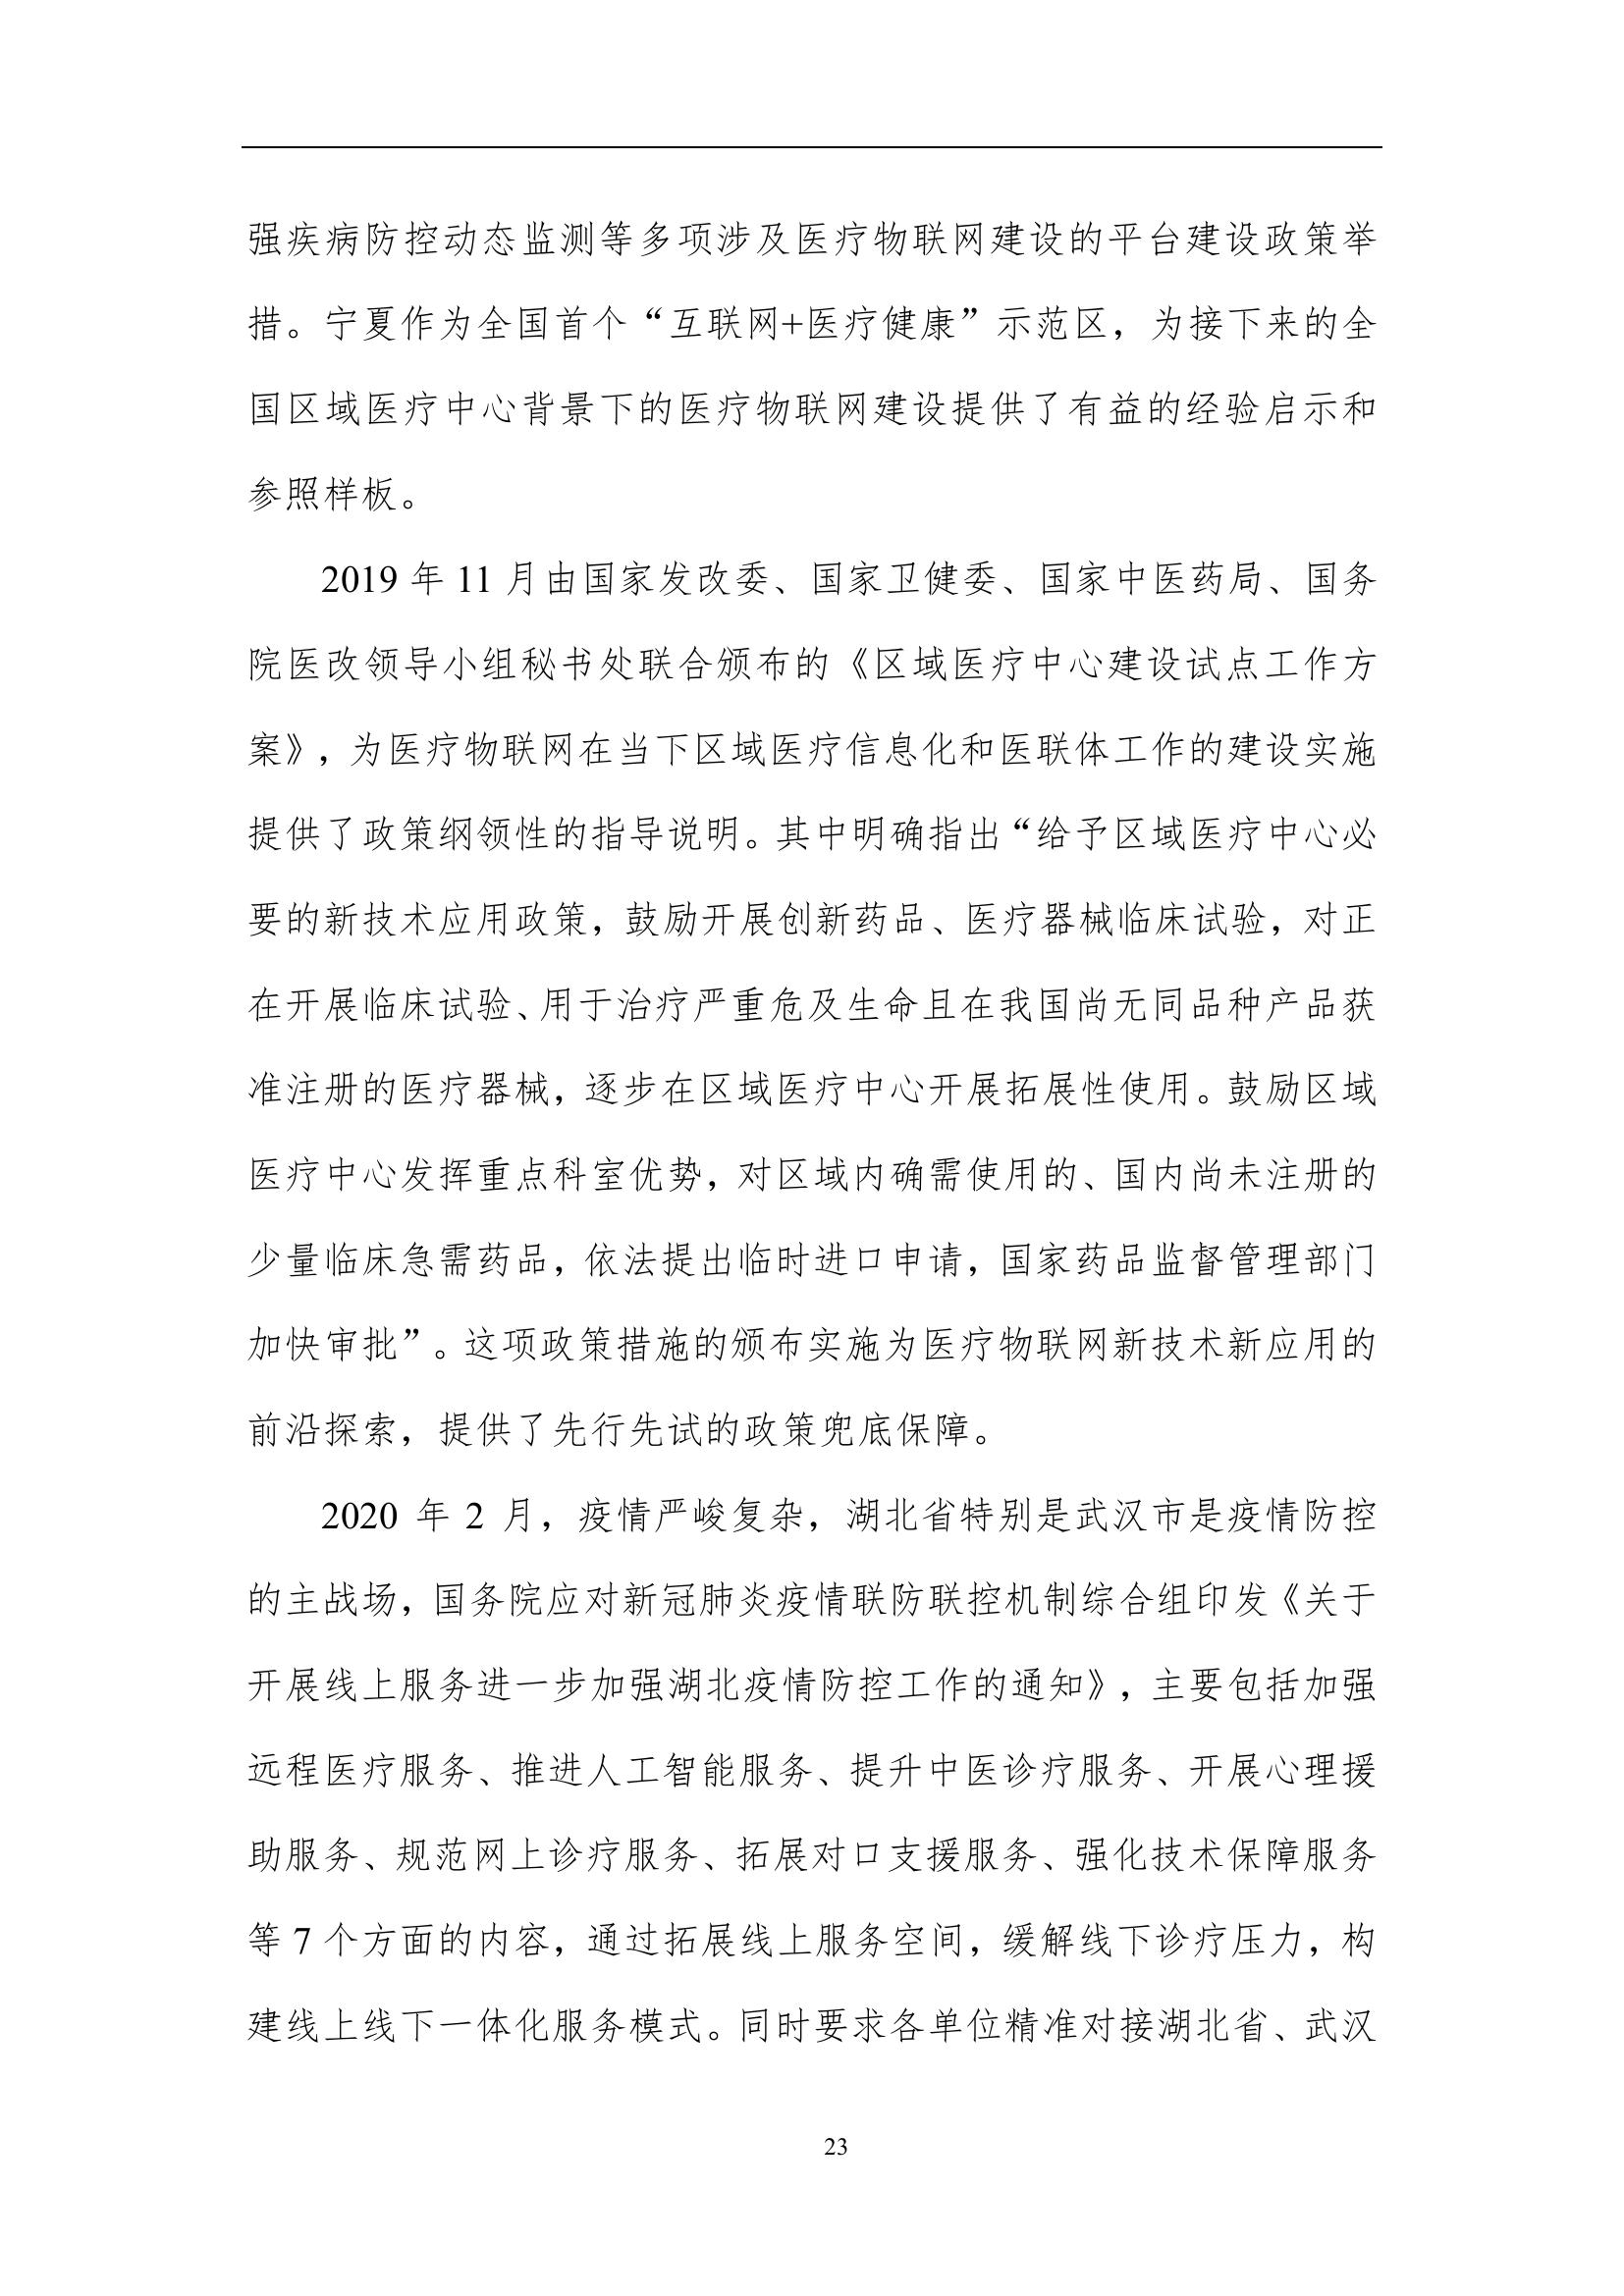 强疾病防控动态监测等多项涉及医疗物联网建设的平台建设政策举
措。宁夏作为全国首个“互联网+医疗健康”示范区，为接下来的全
国区域医疗中心背景下的医疗物联网建设提供了有益的经验启示和
参照样板。
2019 年 11 月由国家发改委、国家卫健委、国家中医药局、国务
院医改领导小组秘书处联合颁布的《区域医疗中心建设试点工作方
案》，为医疗物联网在当下区域医疗信息化和医联体工作的建设实施
提供了政策纲领性的指导说明。其中明确指出“给予区域医疗中心必
要的新技术应用政策，鼓励开展创新药品、医疗器械临床试验，对正
在开展临床试验、用于治疗严重危及生命且在我国尚无同品种产品获
准注册的医疗器械，逐步在区域医疗中心开展拓展性使用。鼓励区域
医疗中心发挥重点科室优势，对区域内确需使用的、国内尚未注册的
少量临床急需药品，依法提出临时进口申请，国家药品监督管理部门
加快审批”。这项政策措施的颁布实施为医疗物联网新技术新应用的
前沿探索，提供了先行先试的政策兜底保障。
2020 年 2 月，疫情严峻复杂，湖北省特别是武汉市是疫情防控
的主战场，国务院应对新冠肺炎疫情联防联控机制综合组印发《关于
开展线上服务进一步加强湖北疫情防控工作的通知》，主要包括加强
远程医疗服务、推进人工智能服务、提升中医诊疗服务、开展心理援
助服务、规范网上诊疗服务、拓展对口支援服务、强化技术保障服务
等 7 个方面的内容，通过拓展线上服务空间，缓解线下诊疗压力，构
建线上线下一体化服务模式。同时要求各单位精准对接湖北省、武汉
23